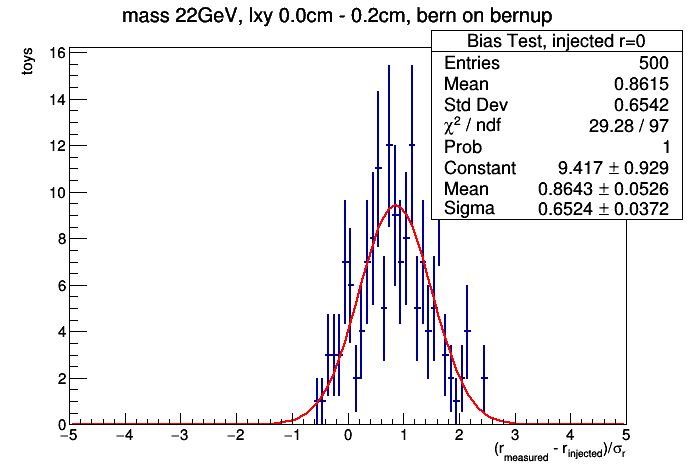 mass 22GeV, lxy 0.0cm - 0.2cm, bern on bernup
Bias Test, injected r=0
Entries 500
Mean 0.8615
Std Dev 0.6542
χ² / ndf 29.28 / 97
Prob 1
Constant 9.417 ± 0.929
Mean 0.8643 ± 0.0526
Sigma 0.6524 ± 0.0372
toys
16
14
12
10
8
6
4
2
0
−5 −4 −3 −2 −1 0 1 2 3 4 5
(r_measured - r_injected)/σ_r